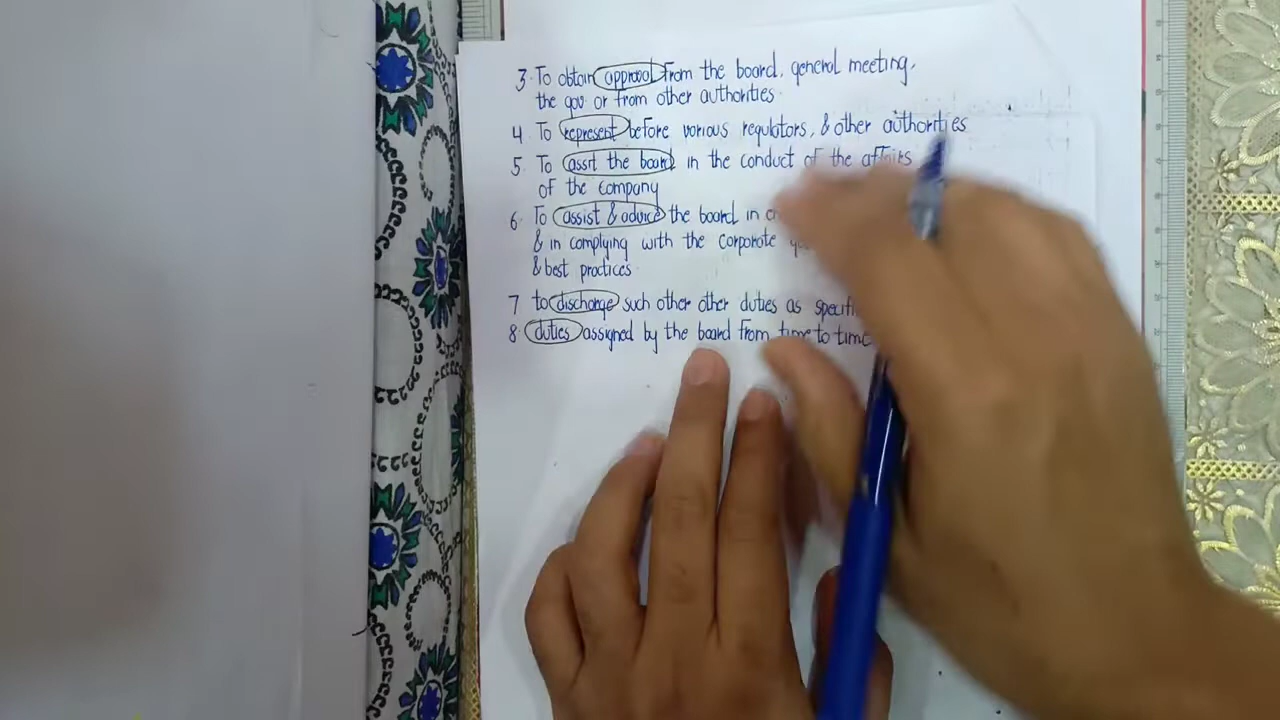 3. To obtain approval from the board, general meeting,
the gov or from other authorities.
4 To represent before various regulators, & other authorities
5. To assit the board in the conduct of the affairs
of the company
6. To assist & advice the board in
& in complying with the corporate
& best practices.
7 to discharge such other other duties as
8. duties assigned by the board from time to time